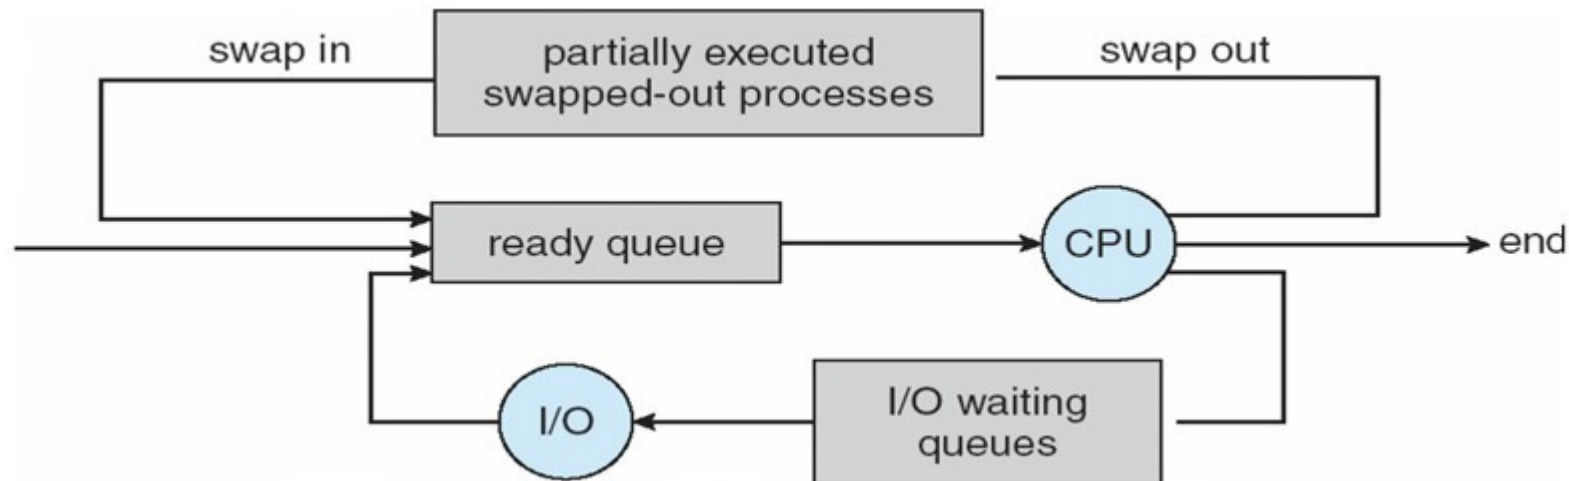 swap in
partially executed
swapped-out processes
swap out
ready queue
CPU
end
I/O
I/O waiting
queues